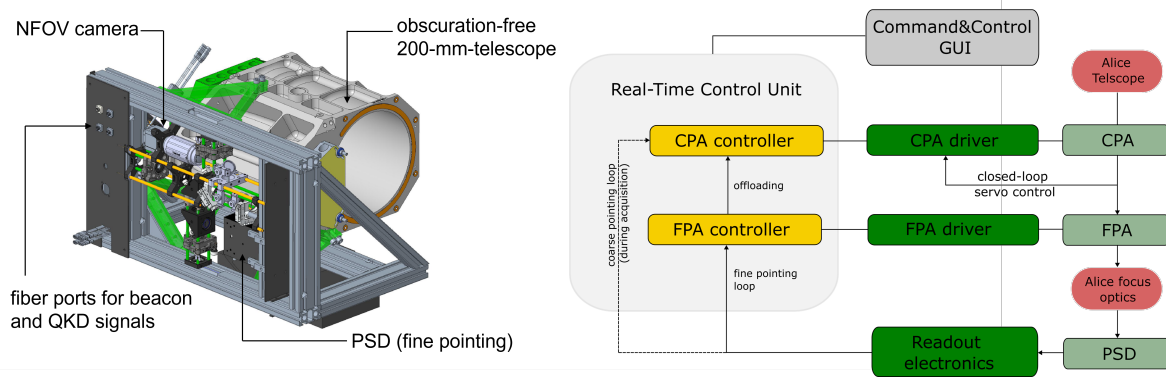 NFOV camera
obscuration-free
200-mm-telescope
fiber ports for beacon
and QKD signals
PSD (fine pointing)
Command&Control
GUI
Real-Time Control Unit
Alice
Telscope
CPA controller
CPA driver
CPA
closed-loop
servo control
offloading
coarse pointing loop
(during acquisition)
FPA controller
FPA driver
FPA
fine pointing
loop
Alice focus
optics
Readout
electronics
PSD